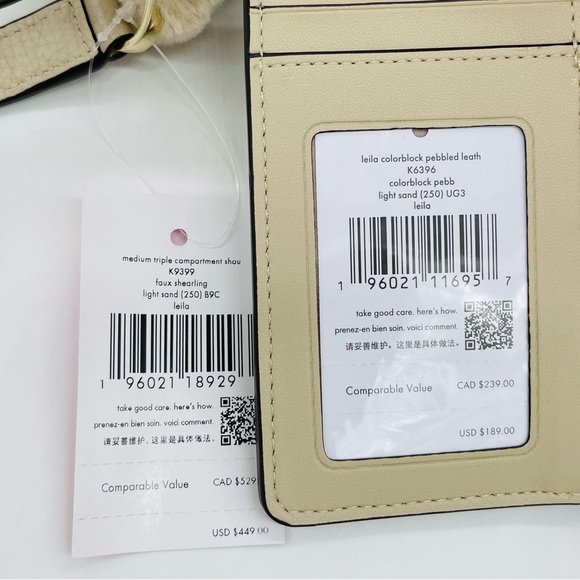 medium triple compartment shou
K9399
faux shearling
light sand (250) B9C
leila
1 96021 18929
take good care. here's how.
prenez-en bien soin. voici comment.
请妥善维护。这里是具体做法。
Comparable Value CAD $529
USD $449.00
leila colorblock pebbled leath
K6396
colorblock pebb
light sand (250) UG3
leila
1 96021 11695 7
take good care. here's how.
prenez-en bien soin. voici comment.
请妥善维护。这里是具体做法。
Comparable Value CAD $239.00
USD $189.00